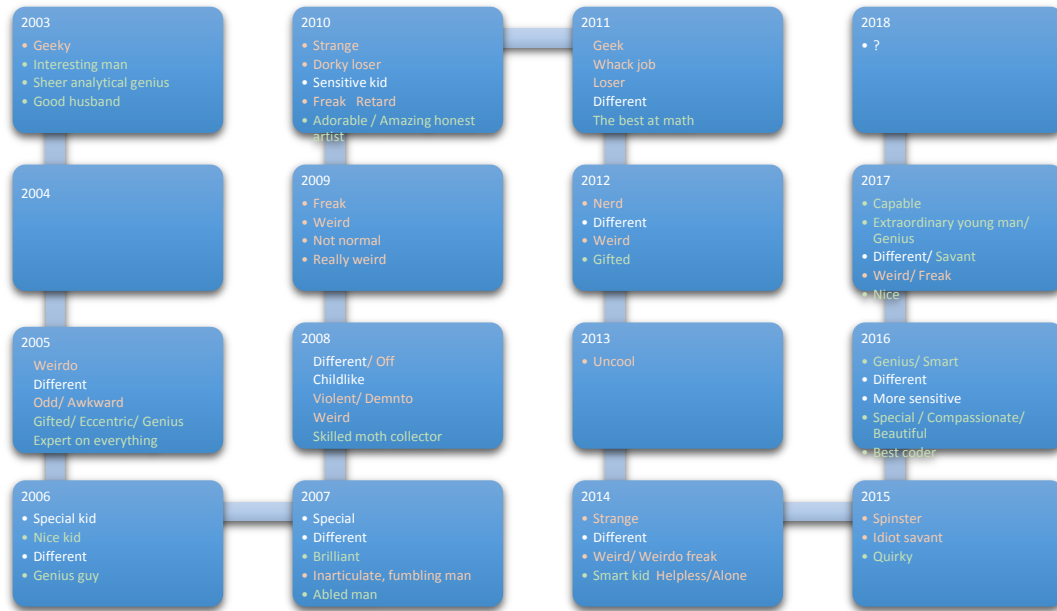 2003
• Geeky
• Interesting man
• Sheer analytical genius
• Good husband
2004
2005
Weirdo
Different
Odd/ Awkward
Gifted/ Eccentric/ Genius
Expert on everything
2006
• Special kid
• Nice kid
• Different
• Genius guy
2007
• Special
• Different
• Brilliant
• Inarticulate, fumbling man
• Abled man
2008
Different/ Off
Childlike
Violent/ Demnto
Weird
Skilled moth collector
2009
• Freak
• Weird
• Not normal
• Really weird
2010
• Strange
• Dorky loser
• Sensitive kid
• Freak Retard
• Adorable / Amazing honest
artist
2011
Geek
Whack job
Loser
Different
The best at math
2012
• Nerd
• Different
• Weird
• Gifted
2013
• Uncool
2014
• Strange
• Different
• Weird/ Weirdo freak
• Smart kid Helpless/Alone
2015
• Spinster
• Idiot savant
• Quirky
2016
• Genius/ Smart
• Different
• More sensitive
• Special / Compassionate/
Beautiful
• Best coder
2017
• Capable
• Extraordinary young man/
Genius
• Different/ Savant
• Weird/ Freak
• Nice
2018
• ?